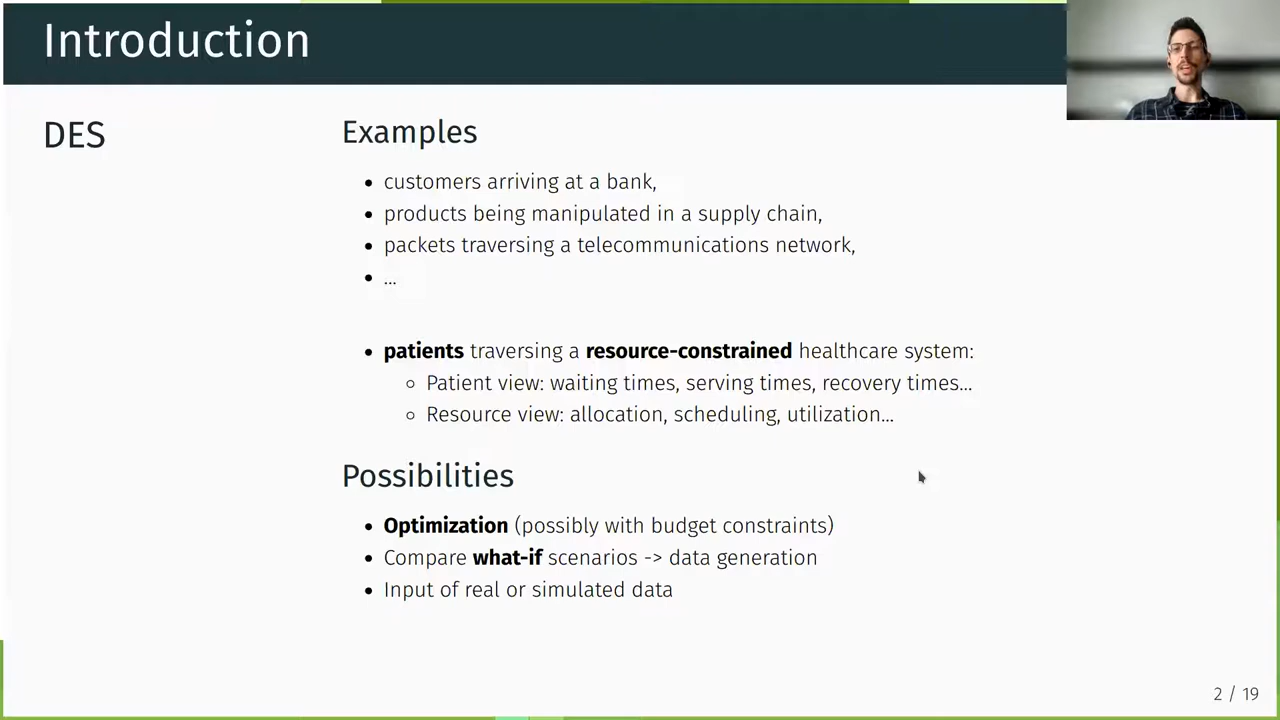 Introduction
DES
Examples
• customers arriving at a bank,
• products being manipulated in a supply chain,
• packets traversing a telecommunications network,
• ...
• patients traversing a resource-constrained healthcare system:
○ Patient view: waiting times, serving times, recovery times...
○ Resource view: allocation, scheduling, utilization...
Possibilities
• Optimization (possibly with budget constraints)
• Compare what-if scenarios -> data generation
• Input of real or simulated data
2 / 19